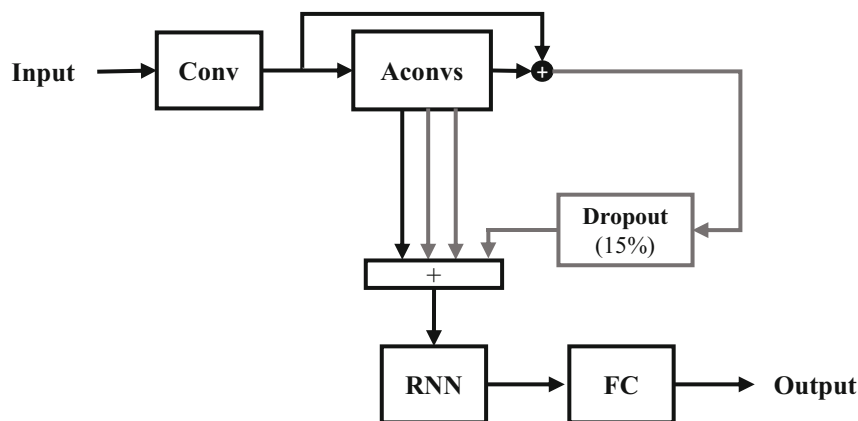 Input
Conv
Aconvs
+
Dropout
(15%)
+
RNN
FC
Output